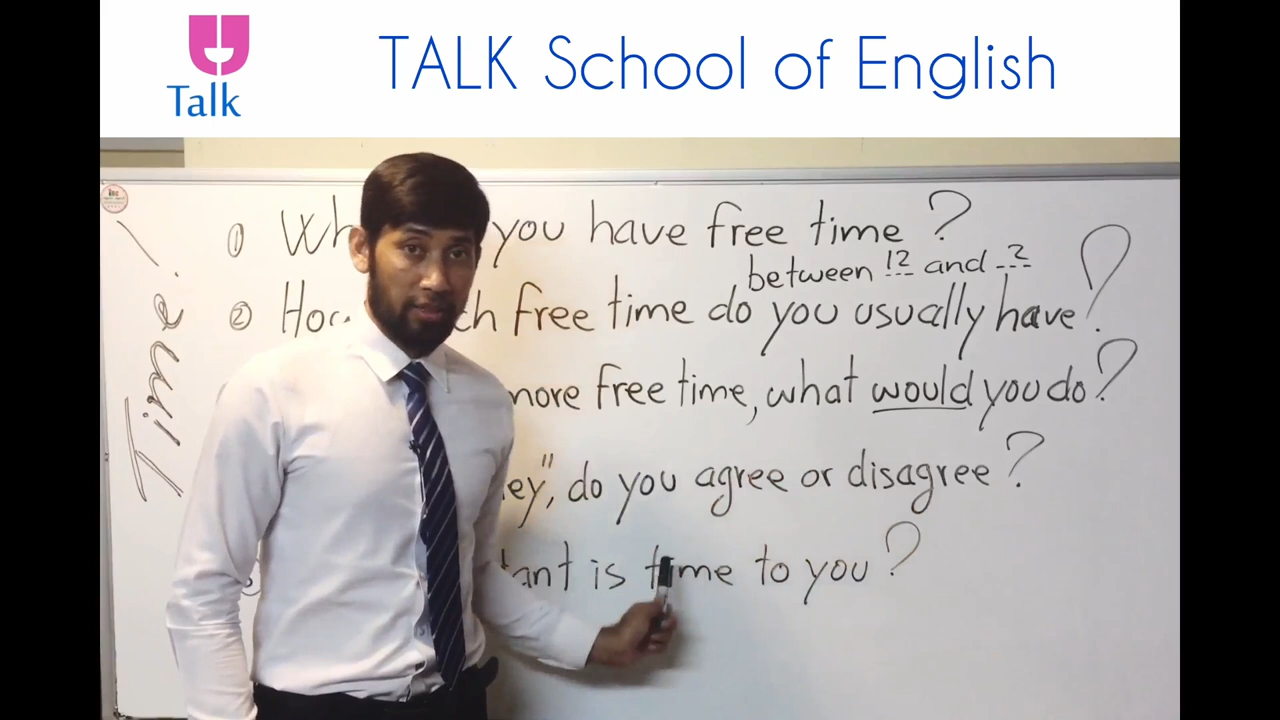 Talk
TALK School of English
Time!
① Wh you have free time?
between 12 and 2
② How ch free time do you usually have?
more free time, what would you do?
ey", do you agree or disagree?
tant is time to you?